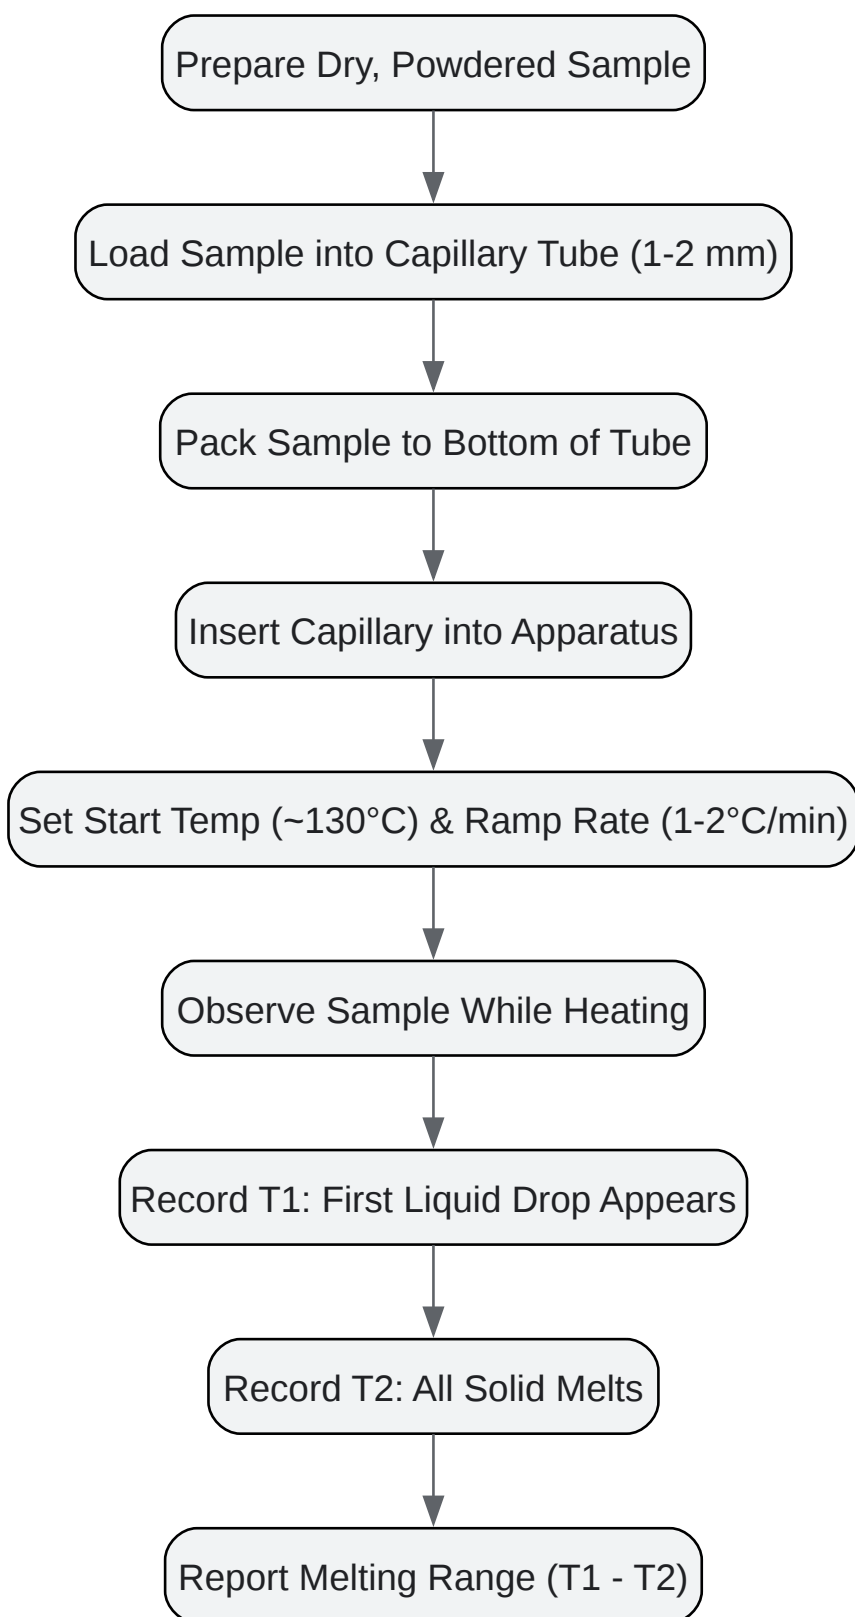 Prepare Dry, Powdered Sample
Load Sample into Capillary Tube (1-2 mm)
Pack Sample to Bottom of Tube
Insert Capillary into Apparatus
Set Start Temp (~130°C) & Ramp Rate (1-2°C/min)
Observe Sample While Heating
Record T1: First Liquid Drop Appears
Record T2: All Solid Melts
Report Melting Range (T1 - T2)